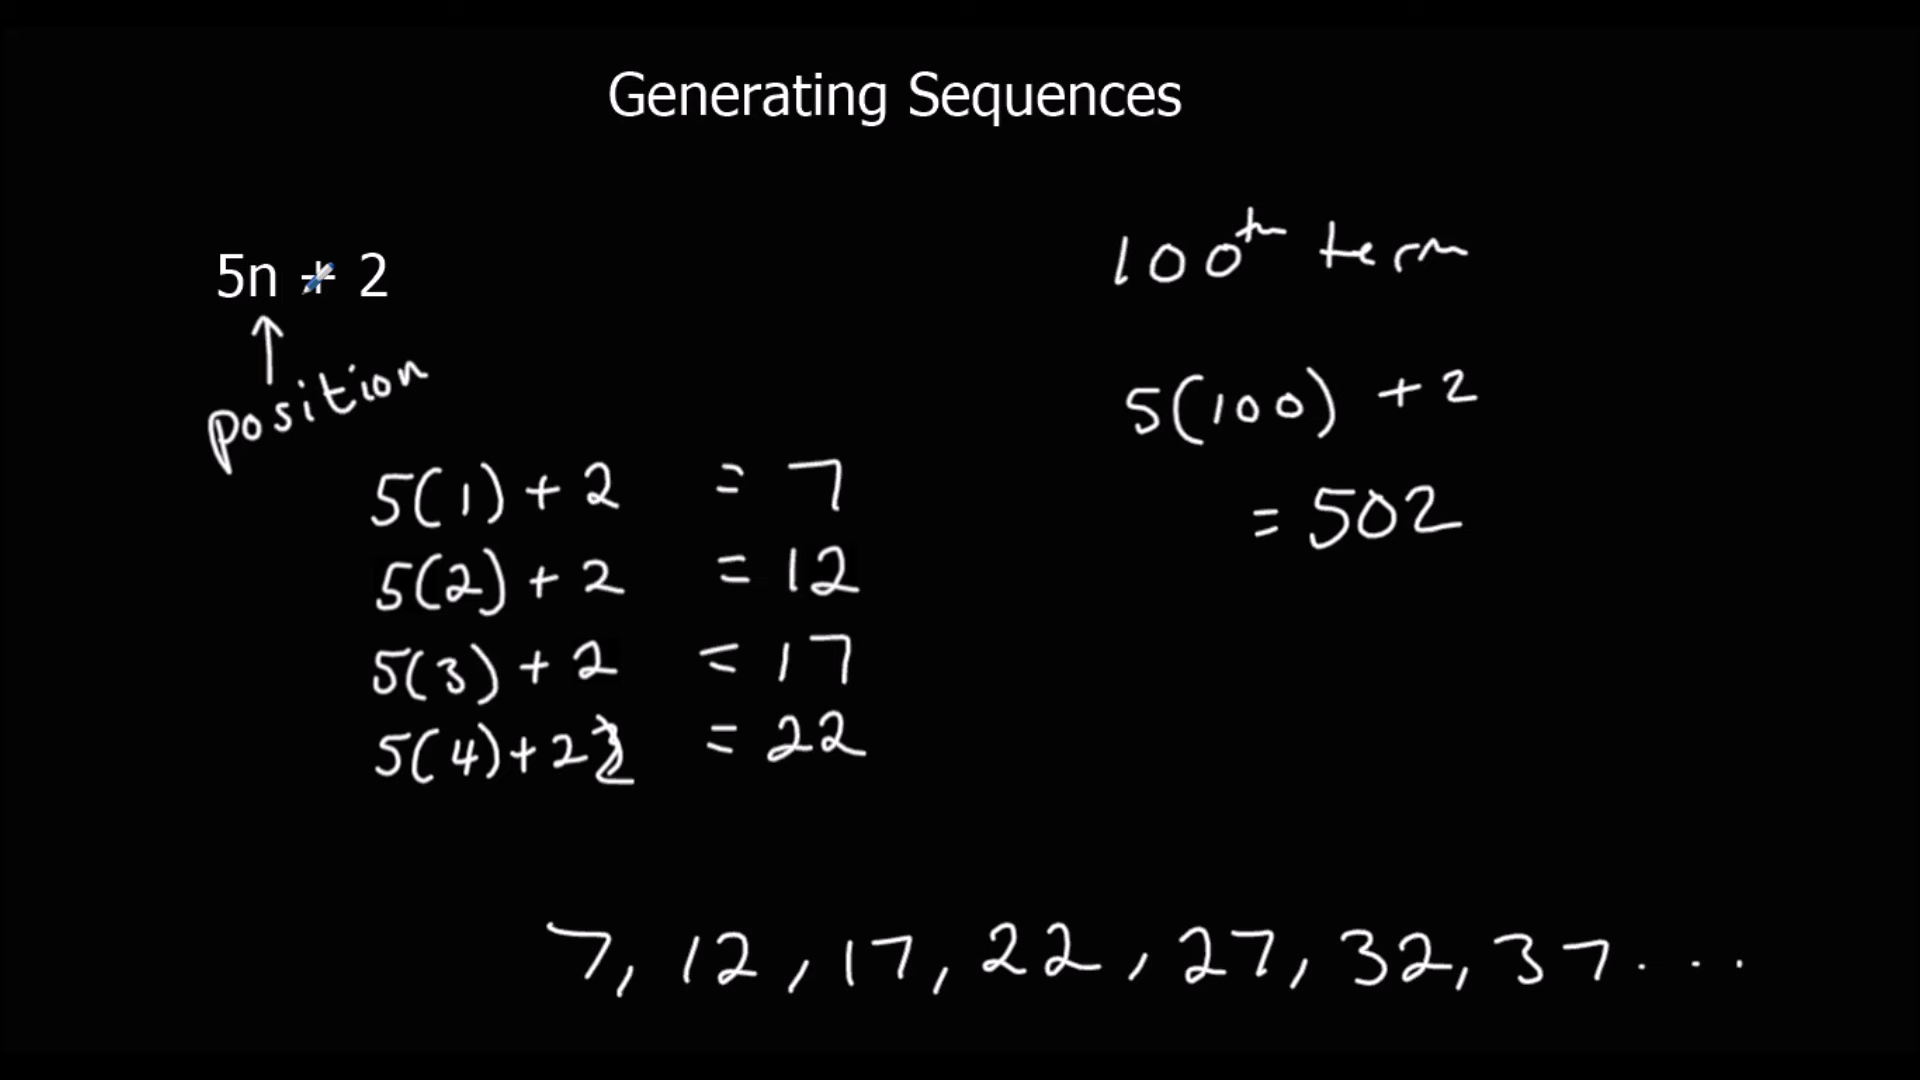 Generating Sequences
5n + 2
position
5(1) + 2 = 7
5(2) + 2 = 12
5(3) + 2 = 17
5(4) + 2 = 22
100th term
5(100) + 2
= 502
7, 12, 17, 22, 27, 32, 37 . . .